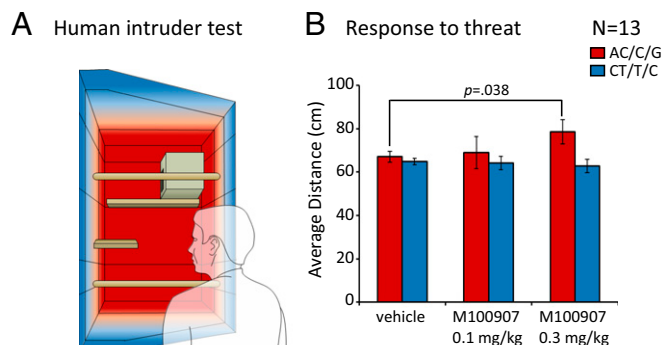 A Human intruder test
B Response to threat N=13
AC/C/G
CT/T/C
p=.038
Average Distance (cm)
100
80
60
40
20
0
vehicle M100907 M100907
0.1 mg/kg 0.3 mg/kg